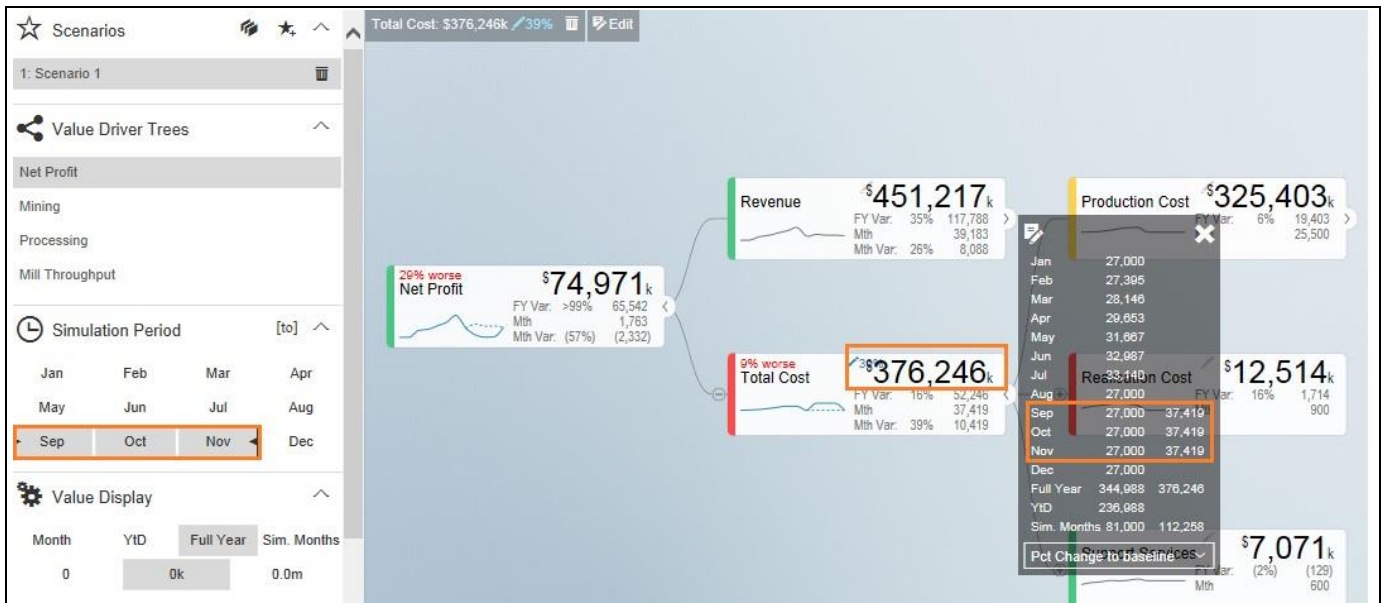 Scenarios
1: Scenario 1
Value Driver Trees
Net Profit
Mining
Processing
Mill Throughput
Simulation Period [to]
Jan Feb Mar Apr
May Jun Jul Aug
Sep Oct Nov Dec
Value Display
Month YtD Full Year Sim. Months
0 0k 0.0m
Total Cost: $376,246k 39% Edit
29% worse
Net Profit $74,971k
FY Var: >99% 65,542
Mth 1,763
Mth Var: (57%) (2,332)
Revenue $451,217k
FY Var: 35% 117,788
Mth 39,183
Mth Var: 26% 8,088
9% worse
39%
Total Cost $376,246k
FY Var: 16% 52,246
Mth 37,419
Mth Var: 39% 10,419
Production Cost $325,403k
FY Var: 6% 19,403
25,500
Jan 27,000
Feb 27,395
Mar 28,146
Apr 29,653
May 31,667
Jun 32,987
Jul 33,140
Aug 27,000
Sep 27,000 37,419
Oct 27,000 37,419
Nov 27,000 37,419
Dec 27,000
Full Year 344,988 376,246
YtD 236,988
Sim. Months 81,000 112,258
Pct Change to baseline
Realization Cost $12,514k
FY Var: 16% 1,714
900
Support Services $7,071k
FY Var: (2%) (129)
Mth 600